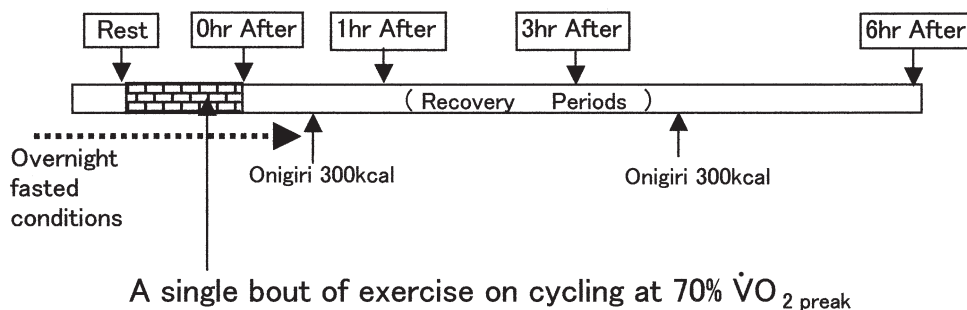 Rest 0hr After 1hr After 3hr After 6hr After
( Recovery Periods )
Overnight
fasted
conditions
Onigiri 300kcal
Onigiri 300kcal
A single bout of exercise on cycling at 70% V̇O2 preak